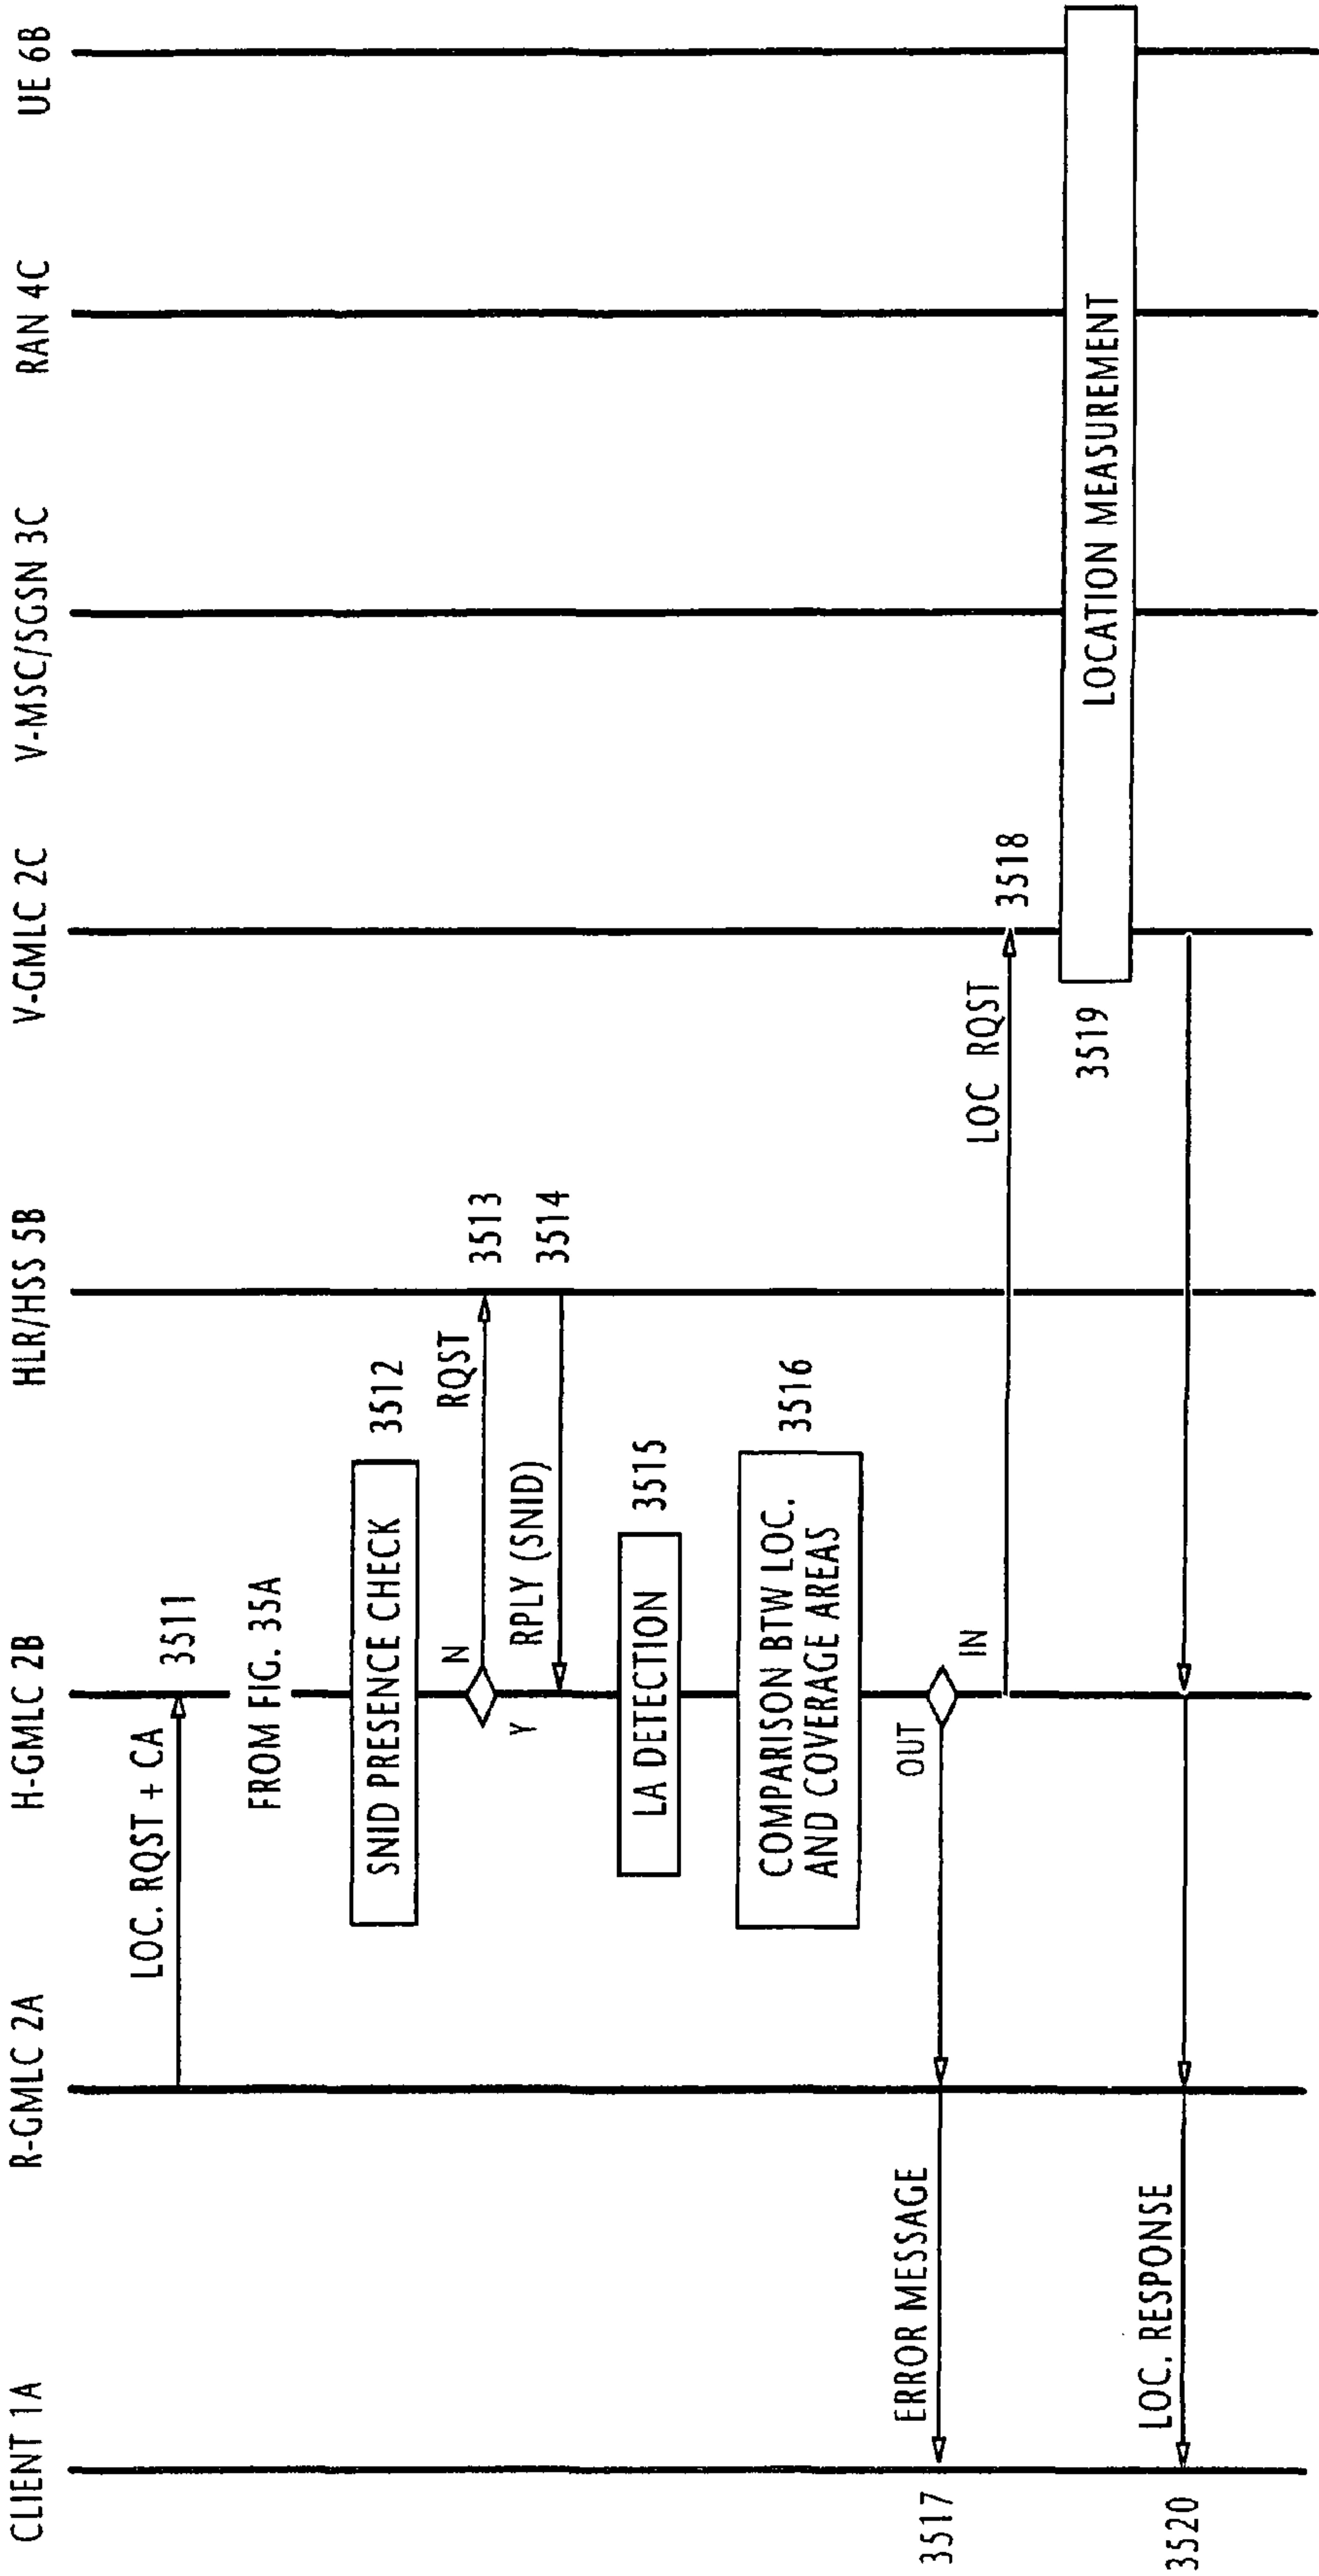 CLIENT 1A
R-GMLC 2A
H-GMLC 2B
HLR/HSS 5B
V-GMLC 2C
V-MSC/SGSN 3C
RAN 4C
UE 6B
LOC. RQST + CA
3511
FROM FIG. 35A
SNID PRESENCE CHECK
3512
N
RQST
3513
Y
RPLY (SNID)
3514
LA DETECTION
3515
COMPARISON BTW LOC.
AND COVERAGE AREAS
3516
OUT
IN
ERROR MESSAGE
3517
LOC RQST
3518
LOCATION MEASUREMENT
3519
LOC. RESPONSE
3520